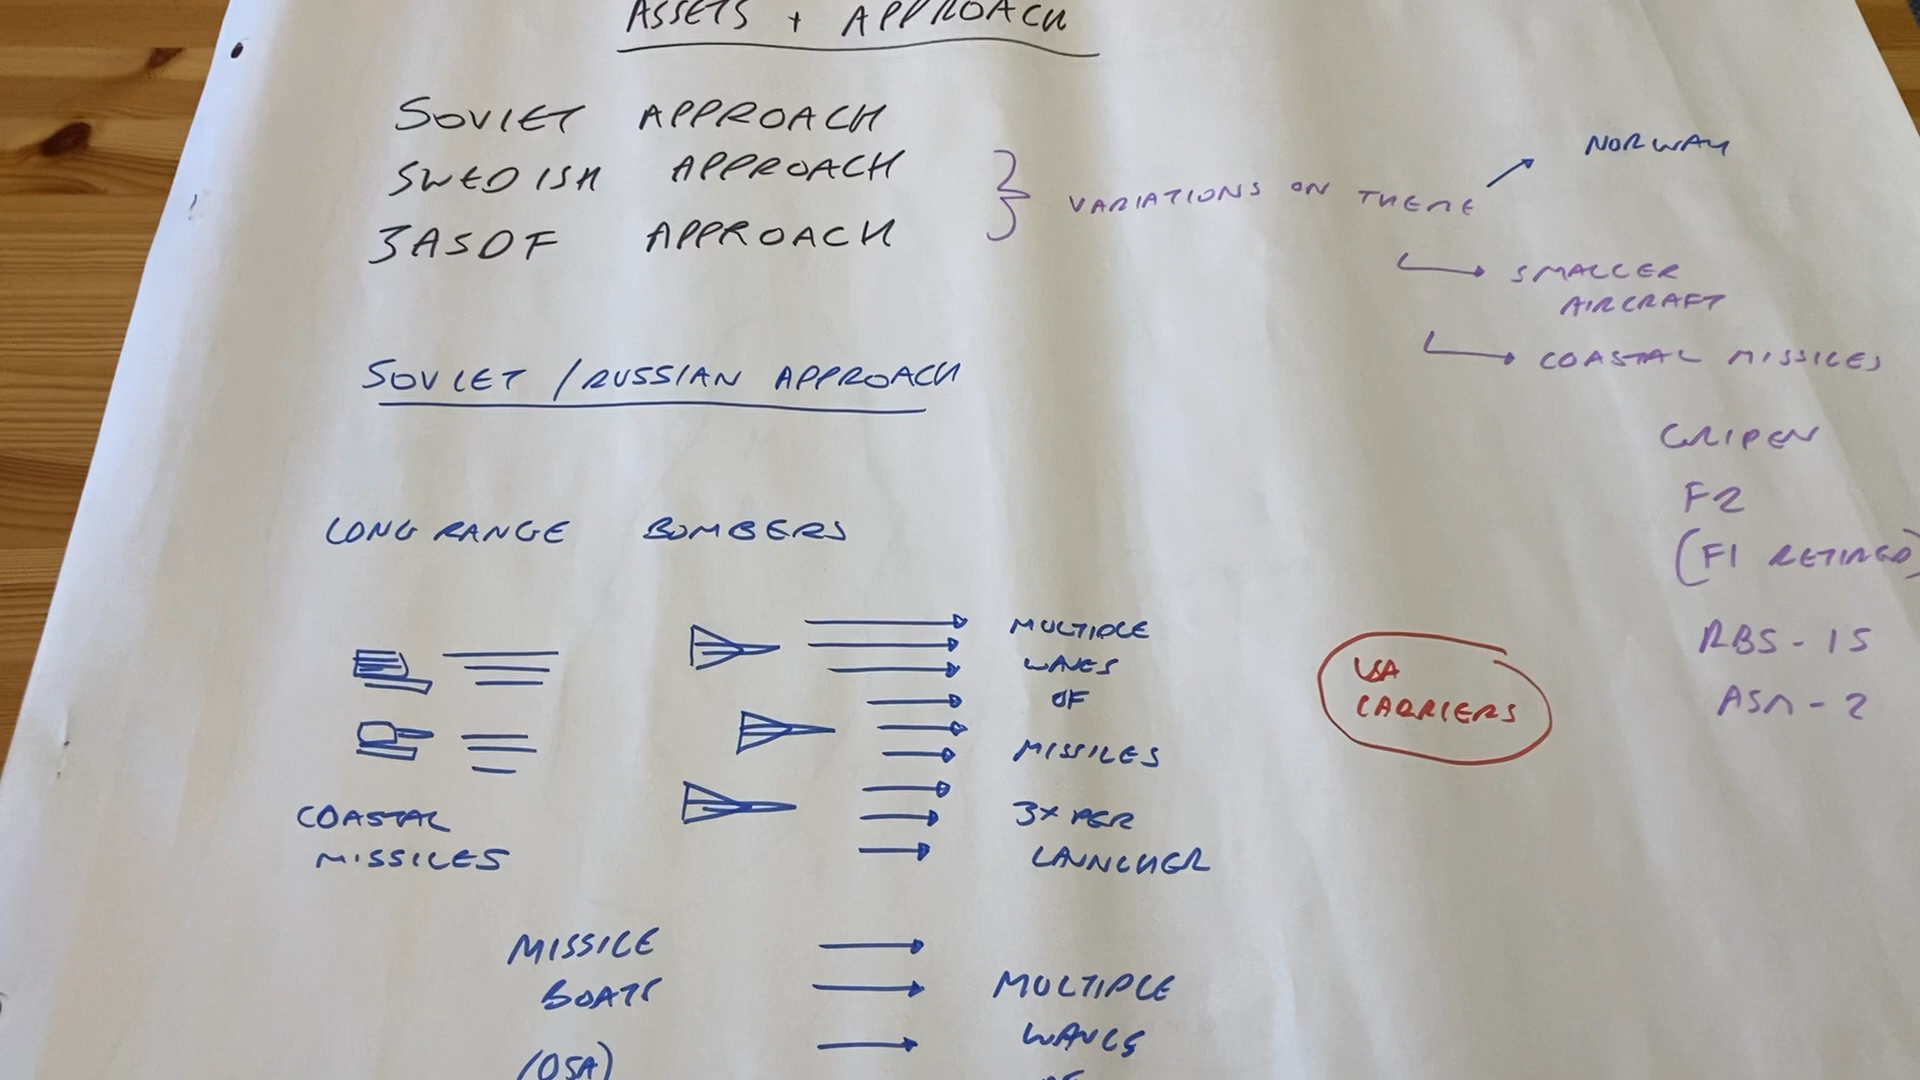 ASSETS + APPROACH
SOVIET APPROACH
SWEDISH APPROACH
JASDF APPROACH
VARIATIONS ON THEME
NORWAY
SMALLER
AIRCRAFT
COASTAL MISSILES
GRIPEN
F2
(F1 RETIRED)
RBS-15
ASM-2
SOVIET / RUSSIAN APPROACH
LONG RANGE BOMBERS
MULTIPLE
WAVES
OF
MISSILES
3x PER
LAUNCHER
USA
CARRIERS
COASTAL
MISSILES
MISSILE
BOATS
(OSA)
MULTIPLE
WAVES
OF